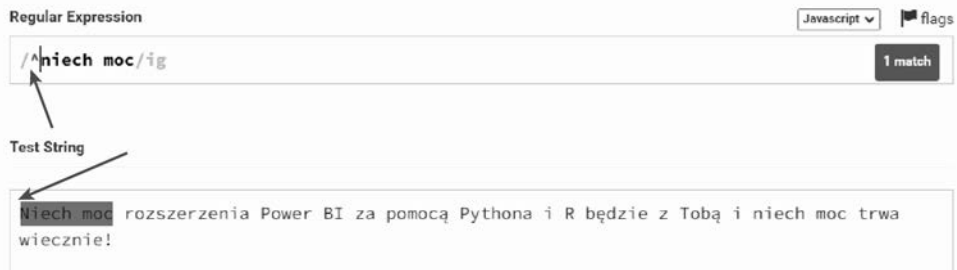 Regular Expression
Javascript flags
/^niech moc/ig
1 match
Test String
Niech moc rozszerzenia Power BI za pomocą Pythona i R będzie z Tobą i niech moc trwa
wiecznie!